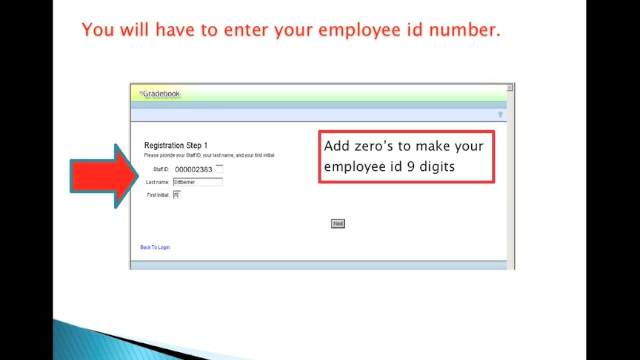 You will have to enter your employee id number.
Gradebook
Registration Step 1
Please provide your Staff ID, your last name, and your first initial
Staff ID: 000002383
Last name:
First Initial:
Add zero's to make your
employee id 9 digits
Next
Back To Login